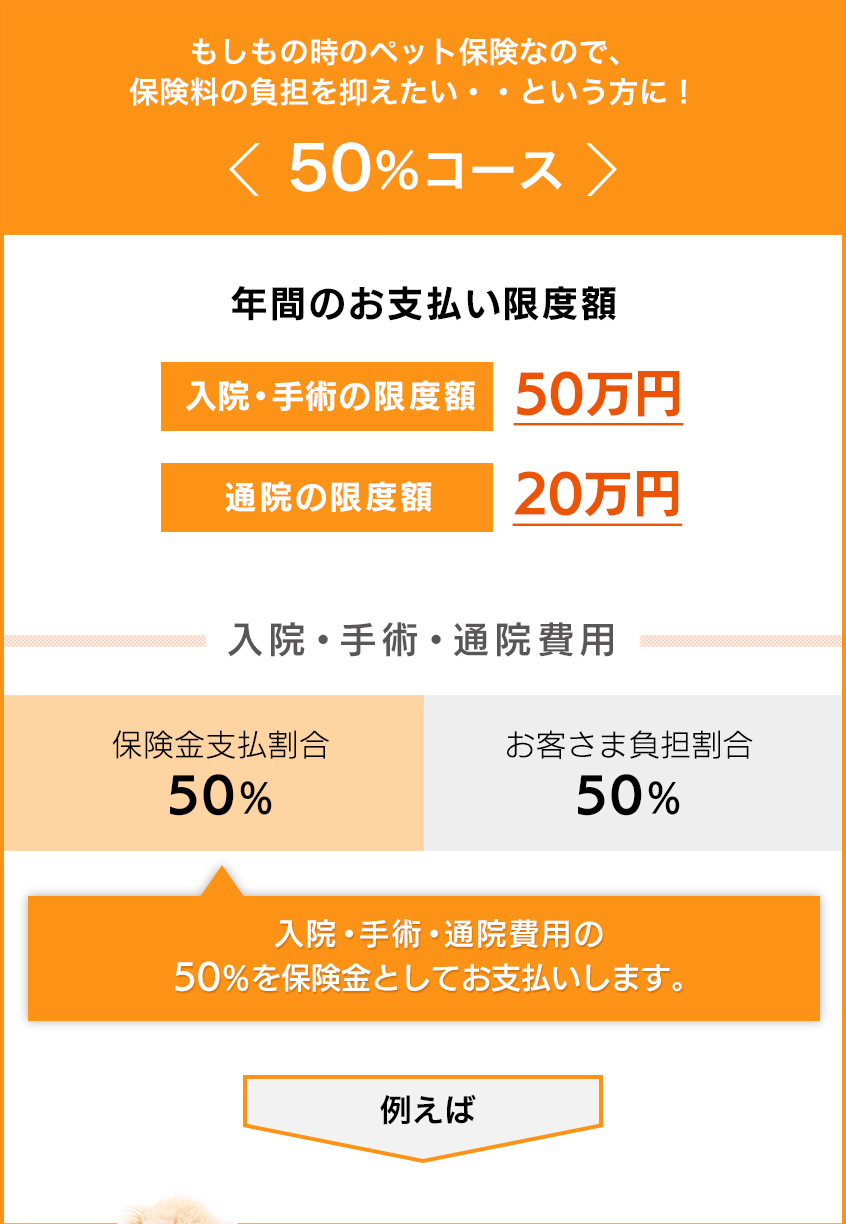 もしもの時のペット保険なので、
保険料の負担を抑えたい・・という方に！
〈 50%コース 〉
年間のお支払い限度額
入院・手術の限度額 50万円
通院の限度額 20万円
入院・手術・通院費用
保険金支払割合
50%
お客さま負担割合
50%
入院・手術・通院費用の
50%を保険金としてお支払いします。
例えば